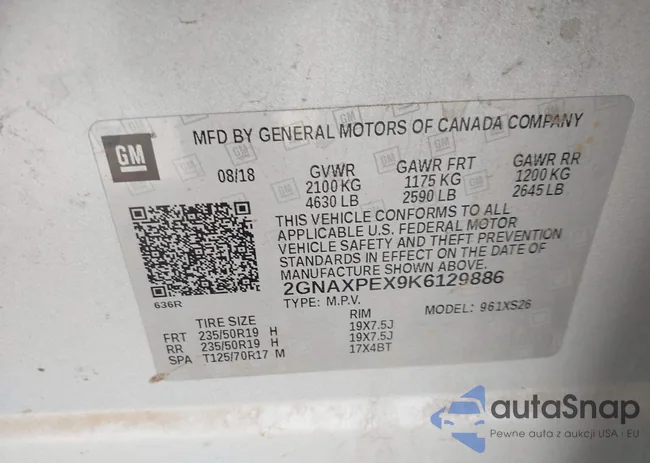 GM
MFD BY GENERAL MOTORS OF CANADA COMPANY
08/18 GVWR GAWR FRT GAWR RR
2100 KG 1175 KG 1200 KG
4630 LB 2590 LB 2645 LB
THIS VEHICLE CONFORMS TO ALL
APPLICABLE U.S. FEDERAL MOTOR
VEHICLE SAFETY AND THEFT PREVENTION
STANDARDS IN EFFECT ON THE DATE OF
MANUFACTURE SHOWN ABOVE.
636R 2GNAXPEX9K6129886
TYPE: M.P.V. MODEL: 961XS26
TIRE SIZE RIM
FRT 235/50R19 H 19X7.5J
RR 235/50R19 H 19X7.5J
SPA T125/70R17 M 17X4BT
autaSnap
Pewne auta z aukcji USA i EU